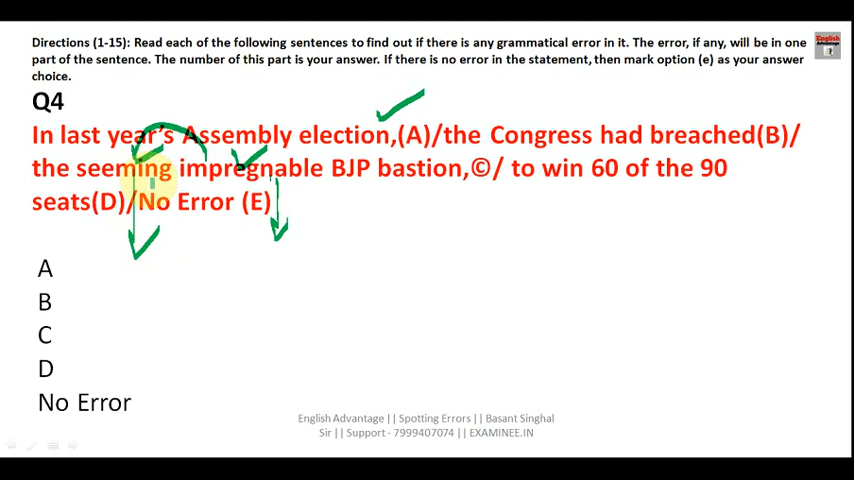 Directions (1-15): Read each of the following sentences to find out if there is any grammatical error in it. The error, if any, will be in one
part of the sentence. The number of this part is your answer. If there is no error in the statement, then mark option (e) as your answer
choice.
English
Advantage
Q4
In last year's Assembly election,(A)/the Congress had breached(B)/
the seeming impregnable BJP bastion,©/ to win 60 of the 90
seats(D)/No Error (E)
A
B
C
D
No Error
English Advantage || Spotting Errors || Basant Singhal
Sir || Support - 7999407074 || EXAMINEE.IN